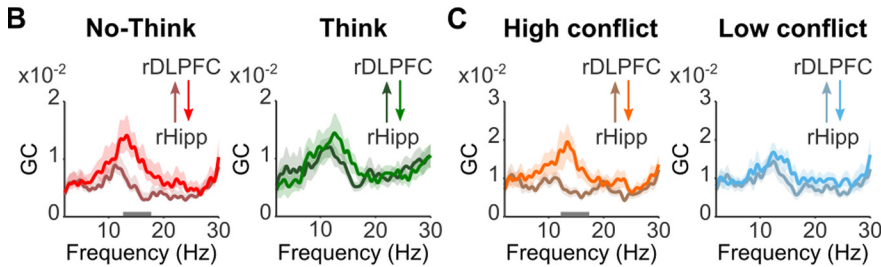 B
No-Think
Think
C
High conflict
Low conflict
x10-2
rDLPFC
rHipp
GC
2
1
0
10
20
30
Frequency (Hz)
x10-2
rDLPFC
rHipp
GC
2
1
0
10
20
30
Frequency (Hz)
x10-2
rDLPFC
rHipp
GC
3
2
1
0
10
20
30
Frequency (Hz)
x10-2
rDLPFC
rHipp
GC
3
2
1
0
10
20
30
Frequency (Hz)